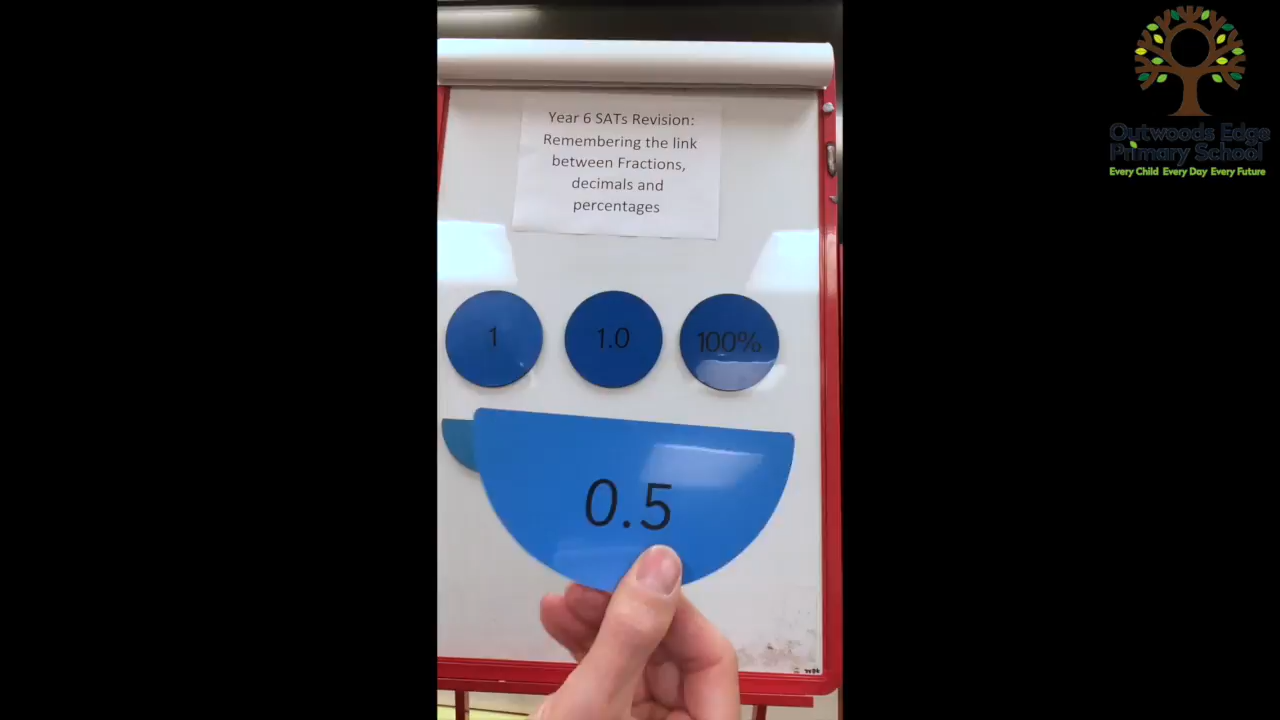 Year 6 SATs Revision:
Remembering the link
between Fractions,
decimals and
percentages
1
1.0
100%
0.5
Outwoods Edge
Primary School
Every Child Every Day Every Future